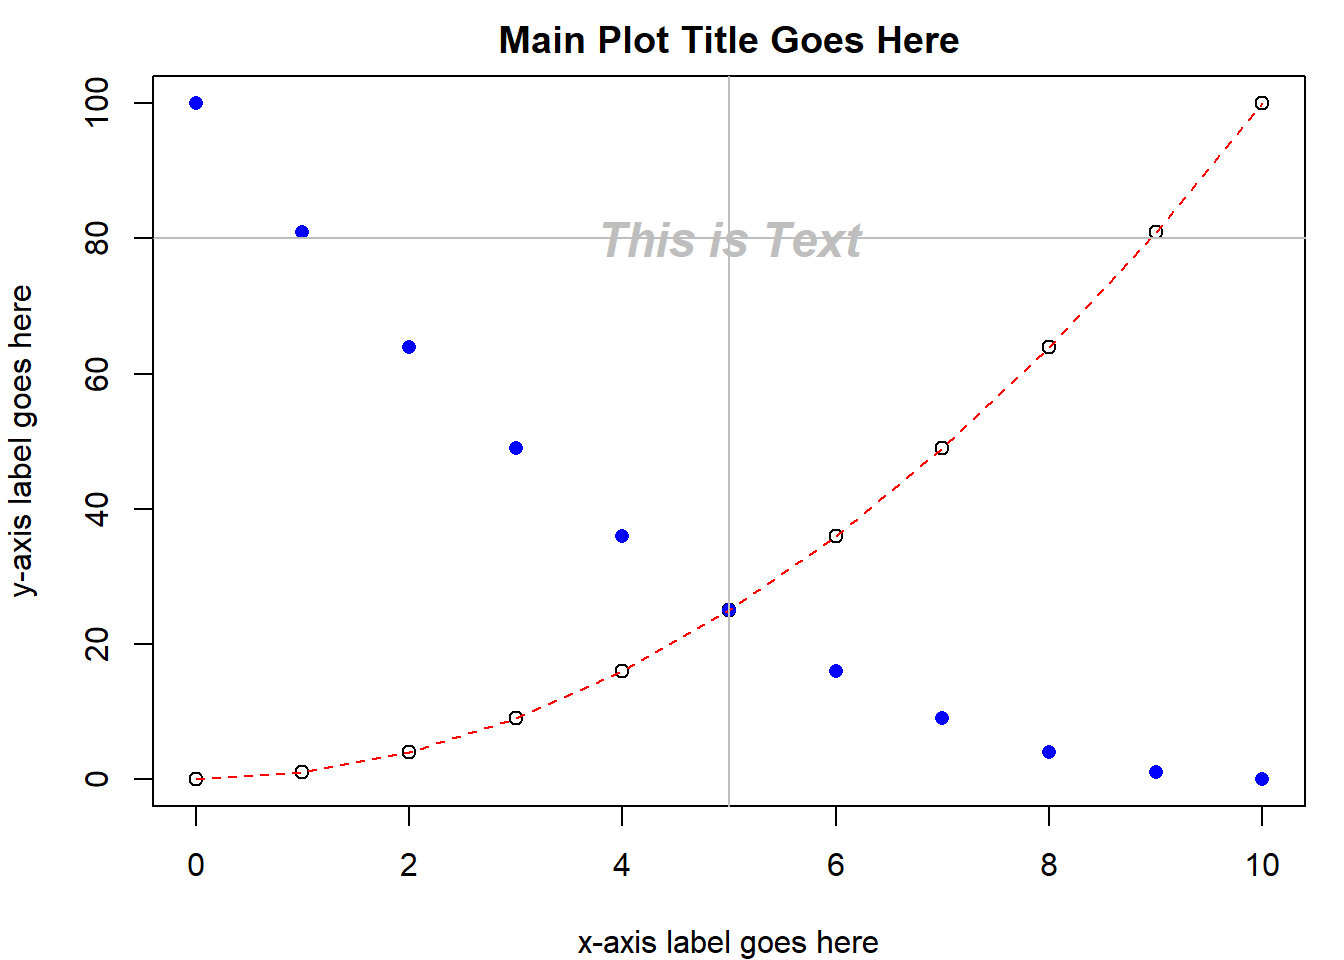 Main Plot Title Goes Here
100
80
60
40
20
0
This is Text
y-axis label goes here
0 2 4 6 8 10
x-axis label goes here